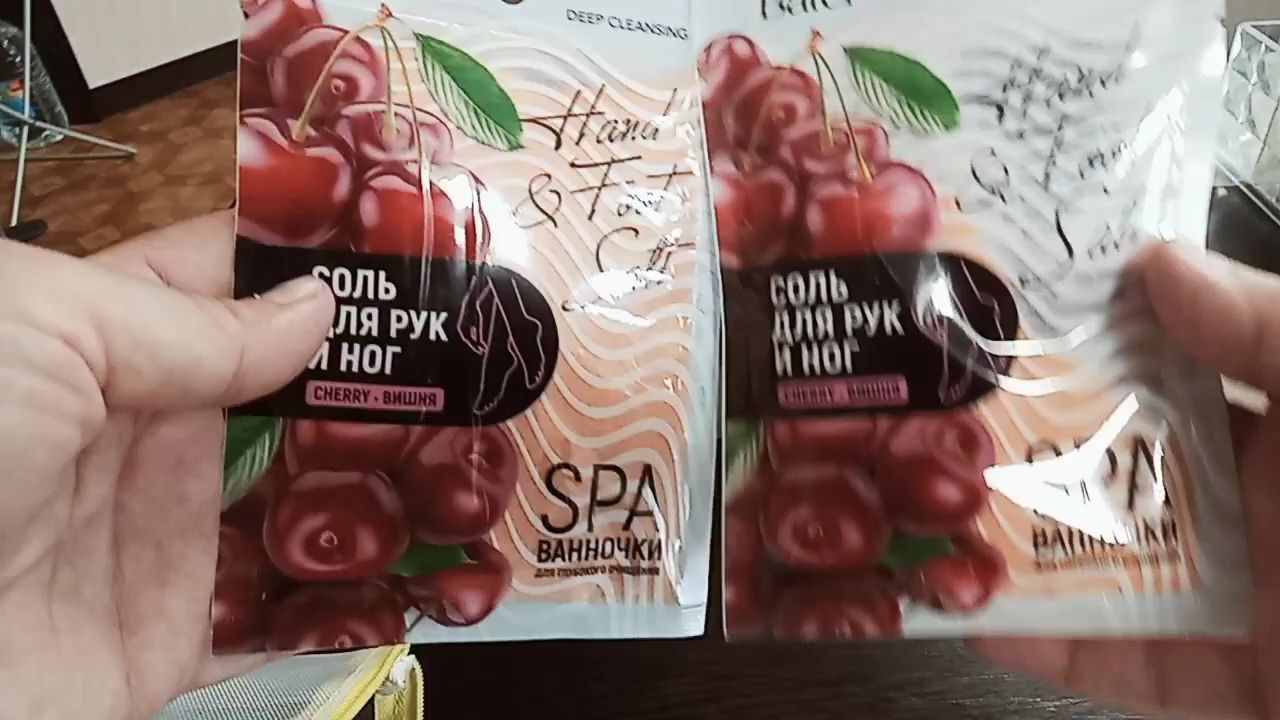 DEEP CLEANSING
Hand
& Foot
СОЛЬ
ДЛЯ РУК
И НОГ
CHERRY • ВИШНЯ
SPA
ВАННОЧКИ
ДЛЯ ГЛУБОКОГО ОЧИЩЕНИЯ
СОЛЬ
ДЛЯ РУК
И НОГ
CHERRY • ВИШНЯ
SPA
ВАННОЧКИ